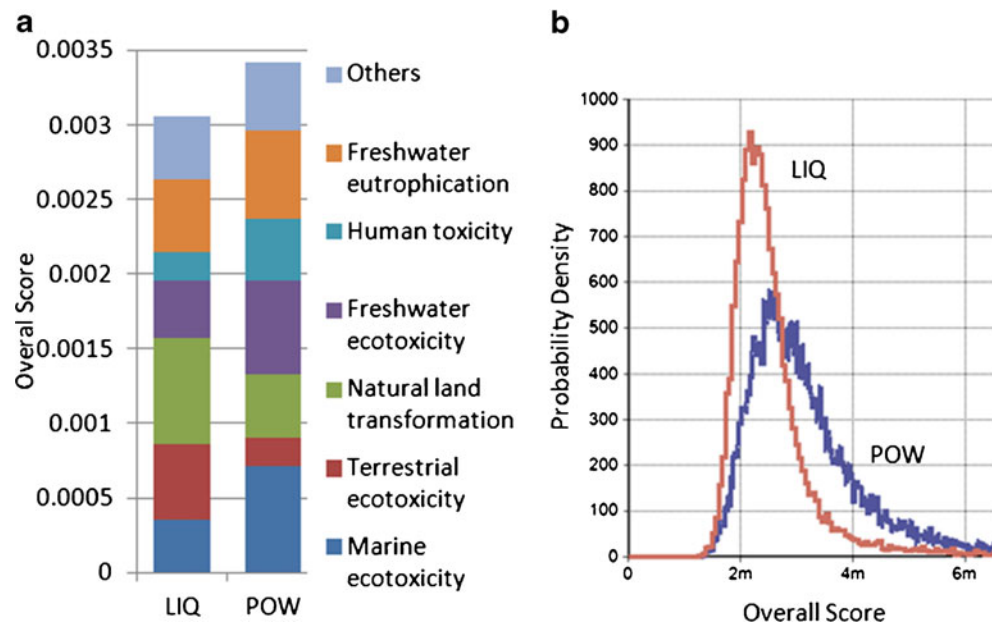 a
Overal Score
0.0035
0.003
0.0025
0.002
0.0015
0.001
0.0005
0
LIQ
POW
Others
Freshwater
eutrophication
Human toxicity
Freshwater
ecotoxicity
Natural land
transformation
Terrestrial
ecotoxicity
Marine
ecotoxicity
b
Probability Density
1000
900
800
700
600
500
400
300
200
100
0
LIQ
POW
0
2m
4m
6m
Overall Score